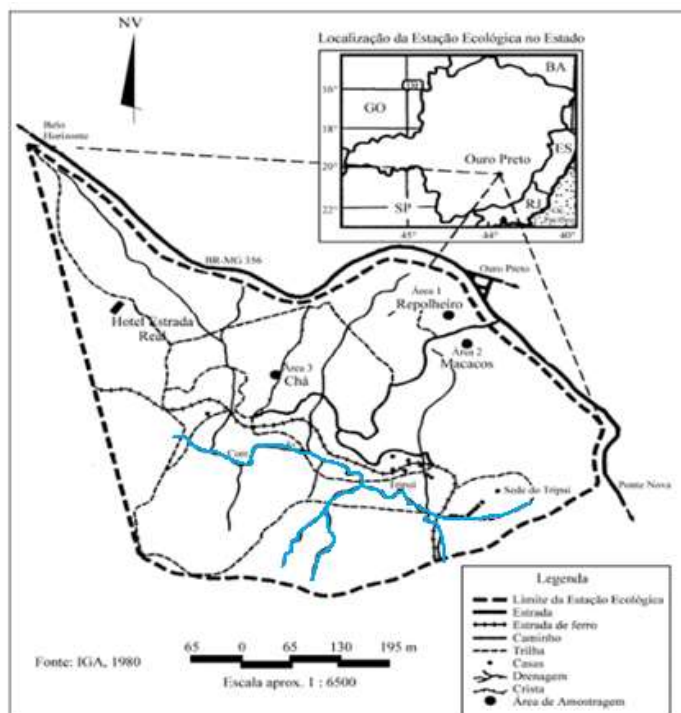 NV
Localização da Estação Ecológica no Estado
BA
GO
DF
ES
SP
RJ
16°
18°
20°
22°
45°
44°
40°
Ouro Preto
Belo
Horizonte
BR-MG 356
Ouro Preto
Área 1
Repolheiro
Área 2
Macacos
Hotel Estrada
Real
Área 3
Chá
Tripuí
Sede do Tripuí
Ponte Nova
Legenda
Limite da Estação Ecológica
Estrada
Estrada de ferro
Caminho
Trilha
Casas
Drenagem
Crista
Área de Amostragem
65 0 65 130 195 m
Fonte: IGA, 1980
Escala aprox. 1 : 6500